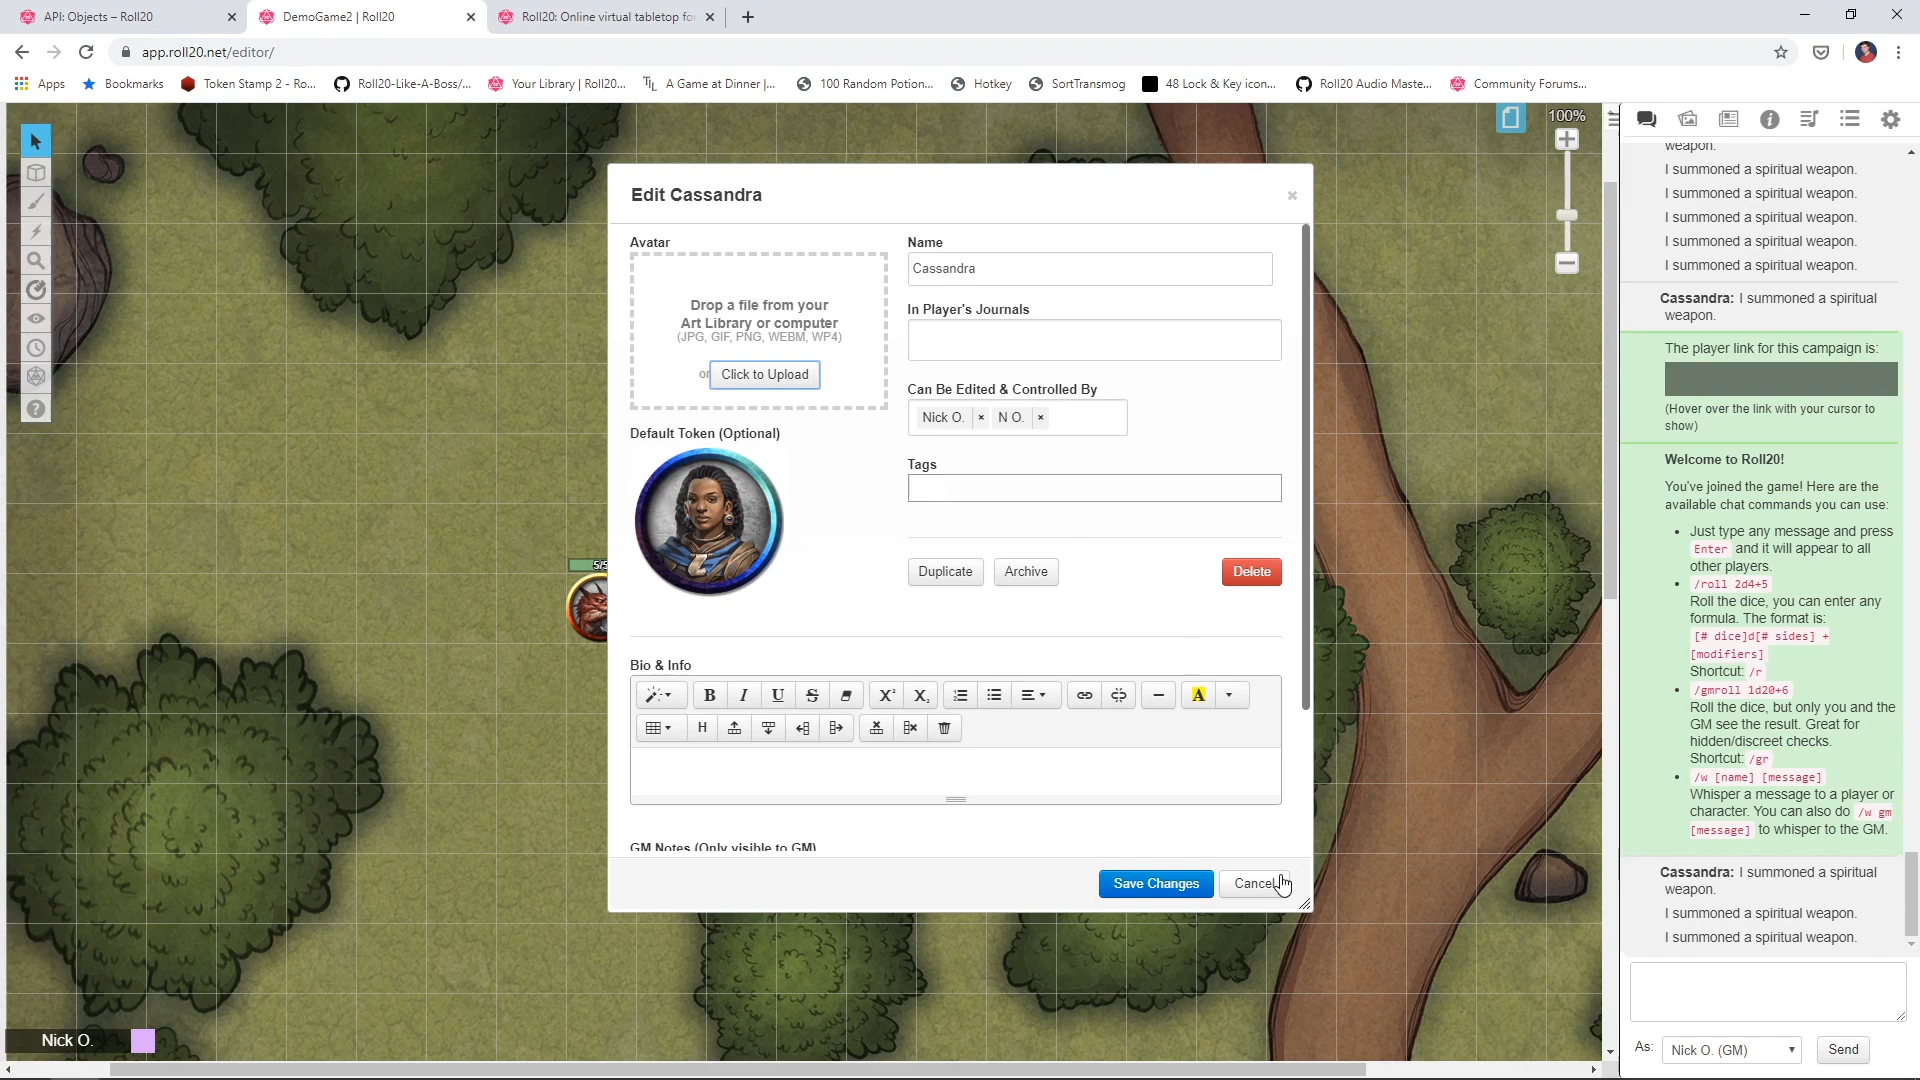 API: Objects – Roll20
DemoGame2 | Roll20
Roll20: Online virtual tabletop fo
app.roll20.net/editor/
Apps
Bookmarks
Token Stamp 2 - Ro...
Roll20-Like-A-Boss/...
Your Library | Roll20...
A Game at Dinner |...
100 Random Potion...
Hotkey
SortTransmog
48 Lock & Key icon...
Roll20 Audio Maste...
Community Forums...
100%
Edit Cassandra
Avatar
Drop a file from your
Art Library or computer
(JPG, GIF, PNG, WEBM, WP4)
or Click to Upload
Default Token (Optional)
Name
Cassandra
In Player's Journals
Can Be Edited & Controlled By
Nick O. × N O. ×
Tags
Duplicate
Archive
Delete
Bio & Info
B I U S
X² X₂
A
H
GM Notes (Only visible to GM)
Save Changes
Cancel
5/5
Nick O.
weapon.
I summoned a spiritual weapon.
I summoned a spiritual weapon.
I summoned a spiritual weapon.
I summoned a spiritual weapon.
I summoned a spiritual weapon.
Cassandra: I summoned a spiritual
weapon.
The player link for this campaign is:
(Hover over the link with your cursor to
show)
Welcome to Roll20!
You've joined the game! Here are the
available chat commands you can use:
• Just type any message and press
Enter and it will appear to all
other players.
• /roll 2d4+5
Roll the dice, you can enter any
formula. The format is:
[# dice]d[# sides] +
[modifiers]
Shortcut: /r
• /gmroll 1d20+6
Roll the dice, but only you and the
GM see the result. Great for
hidden/discreet checks.
Shortcut: /gr
• /w [name] [message]
Whisper a message to a player or
character. You can also do /w gm
[message] to whisper to the GM.
Cassandra: I summoned a spiritual
weapon.
I summoned a spiritual weapon.
I summoned a spiritual weapon.
As: Nick O. (GM)
Send